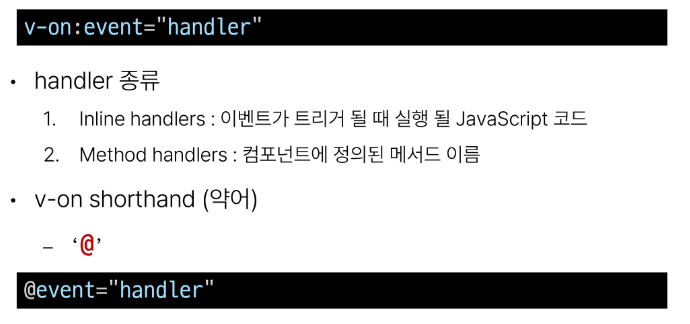 v-on:event="handler"
• handler 종류
1. Inline handlers : 이벤트가 트리거 될 때 실행 될 JavaScript 코드
2. Method handlers : 컴포넌트에 정의된 메서드 이름
• v-on shorthand (약어)
– ‘@’
@event="handler"